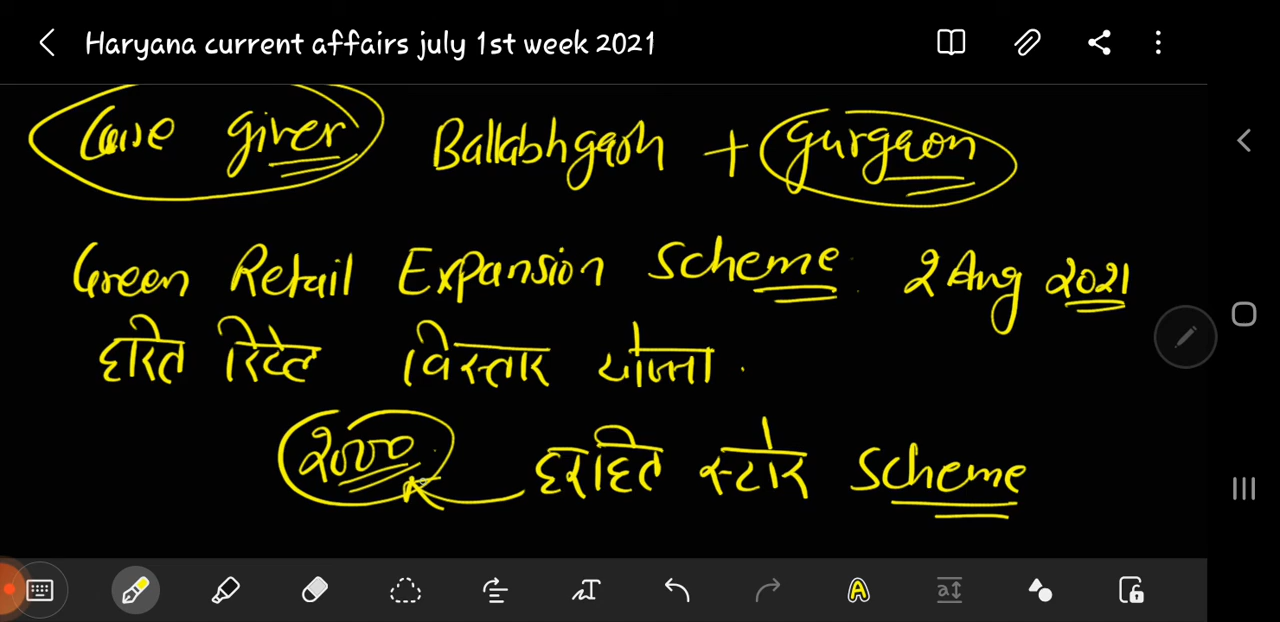 Haryana current affairs july 1st week 2021
Care giver Ballabhgarh + Gurgaon
Green Retail Expansion Scheme. 2 Aug 2021
हरित रिटेल विस्तार योजना.
2000 हरहित स्टोर Scheme